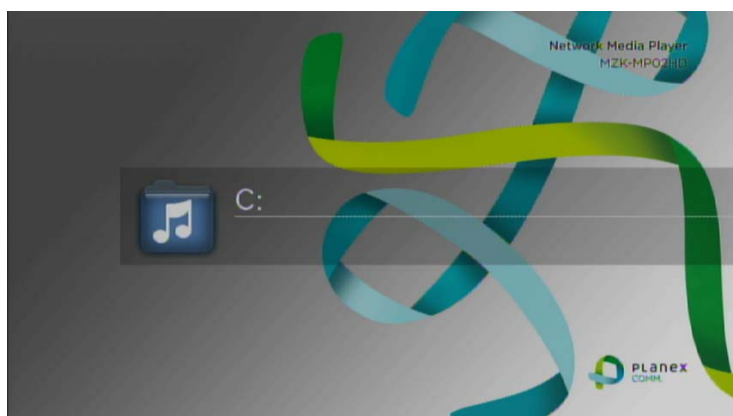 Network Media Player
MZK-MP02HD
C:
PLANEX
COMM.